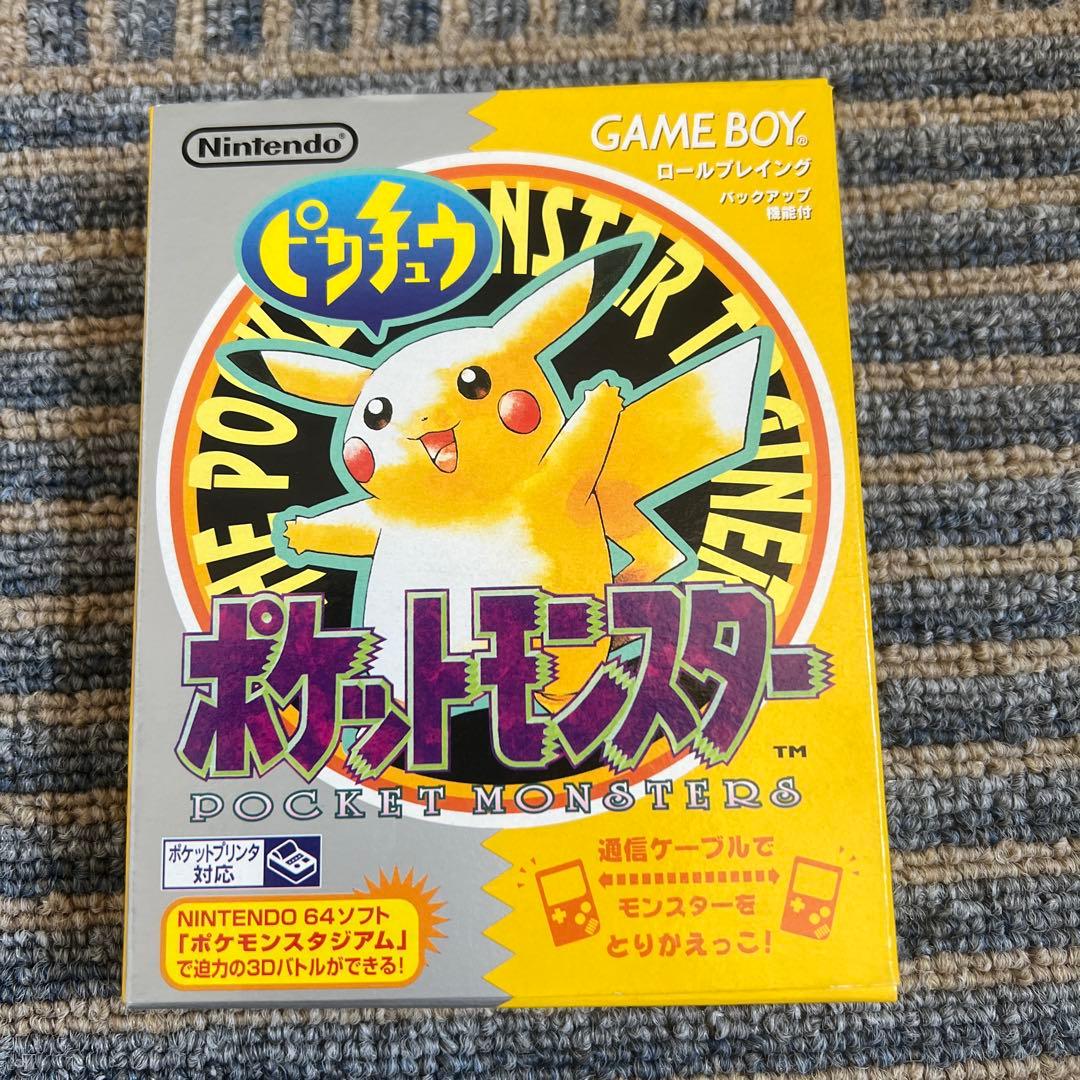 Nintendo®
GAME BOY®
ロールプレイング
バックアップ
機能付
ピカチュウ
ポケットモンスター
TM
POCKET MONSTERS
ポケットプリンタ
対応
NINTENDO 64ソフト
「ポケモンスタジアム」
で迫力の3Dバトルができる!
通信ケーブルで
モンスターを
とりかえっこ!